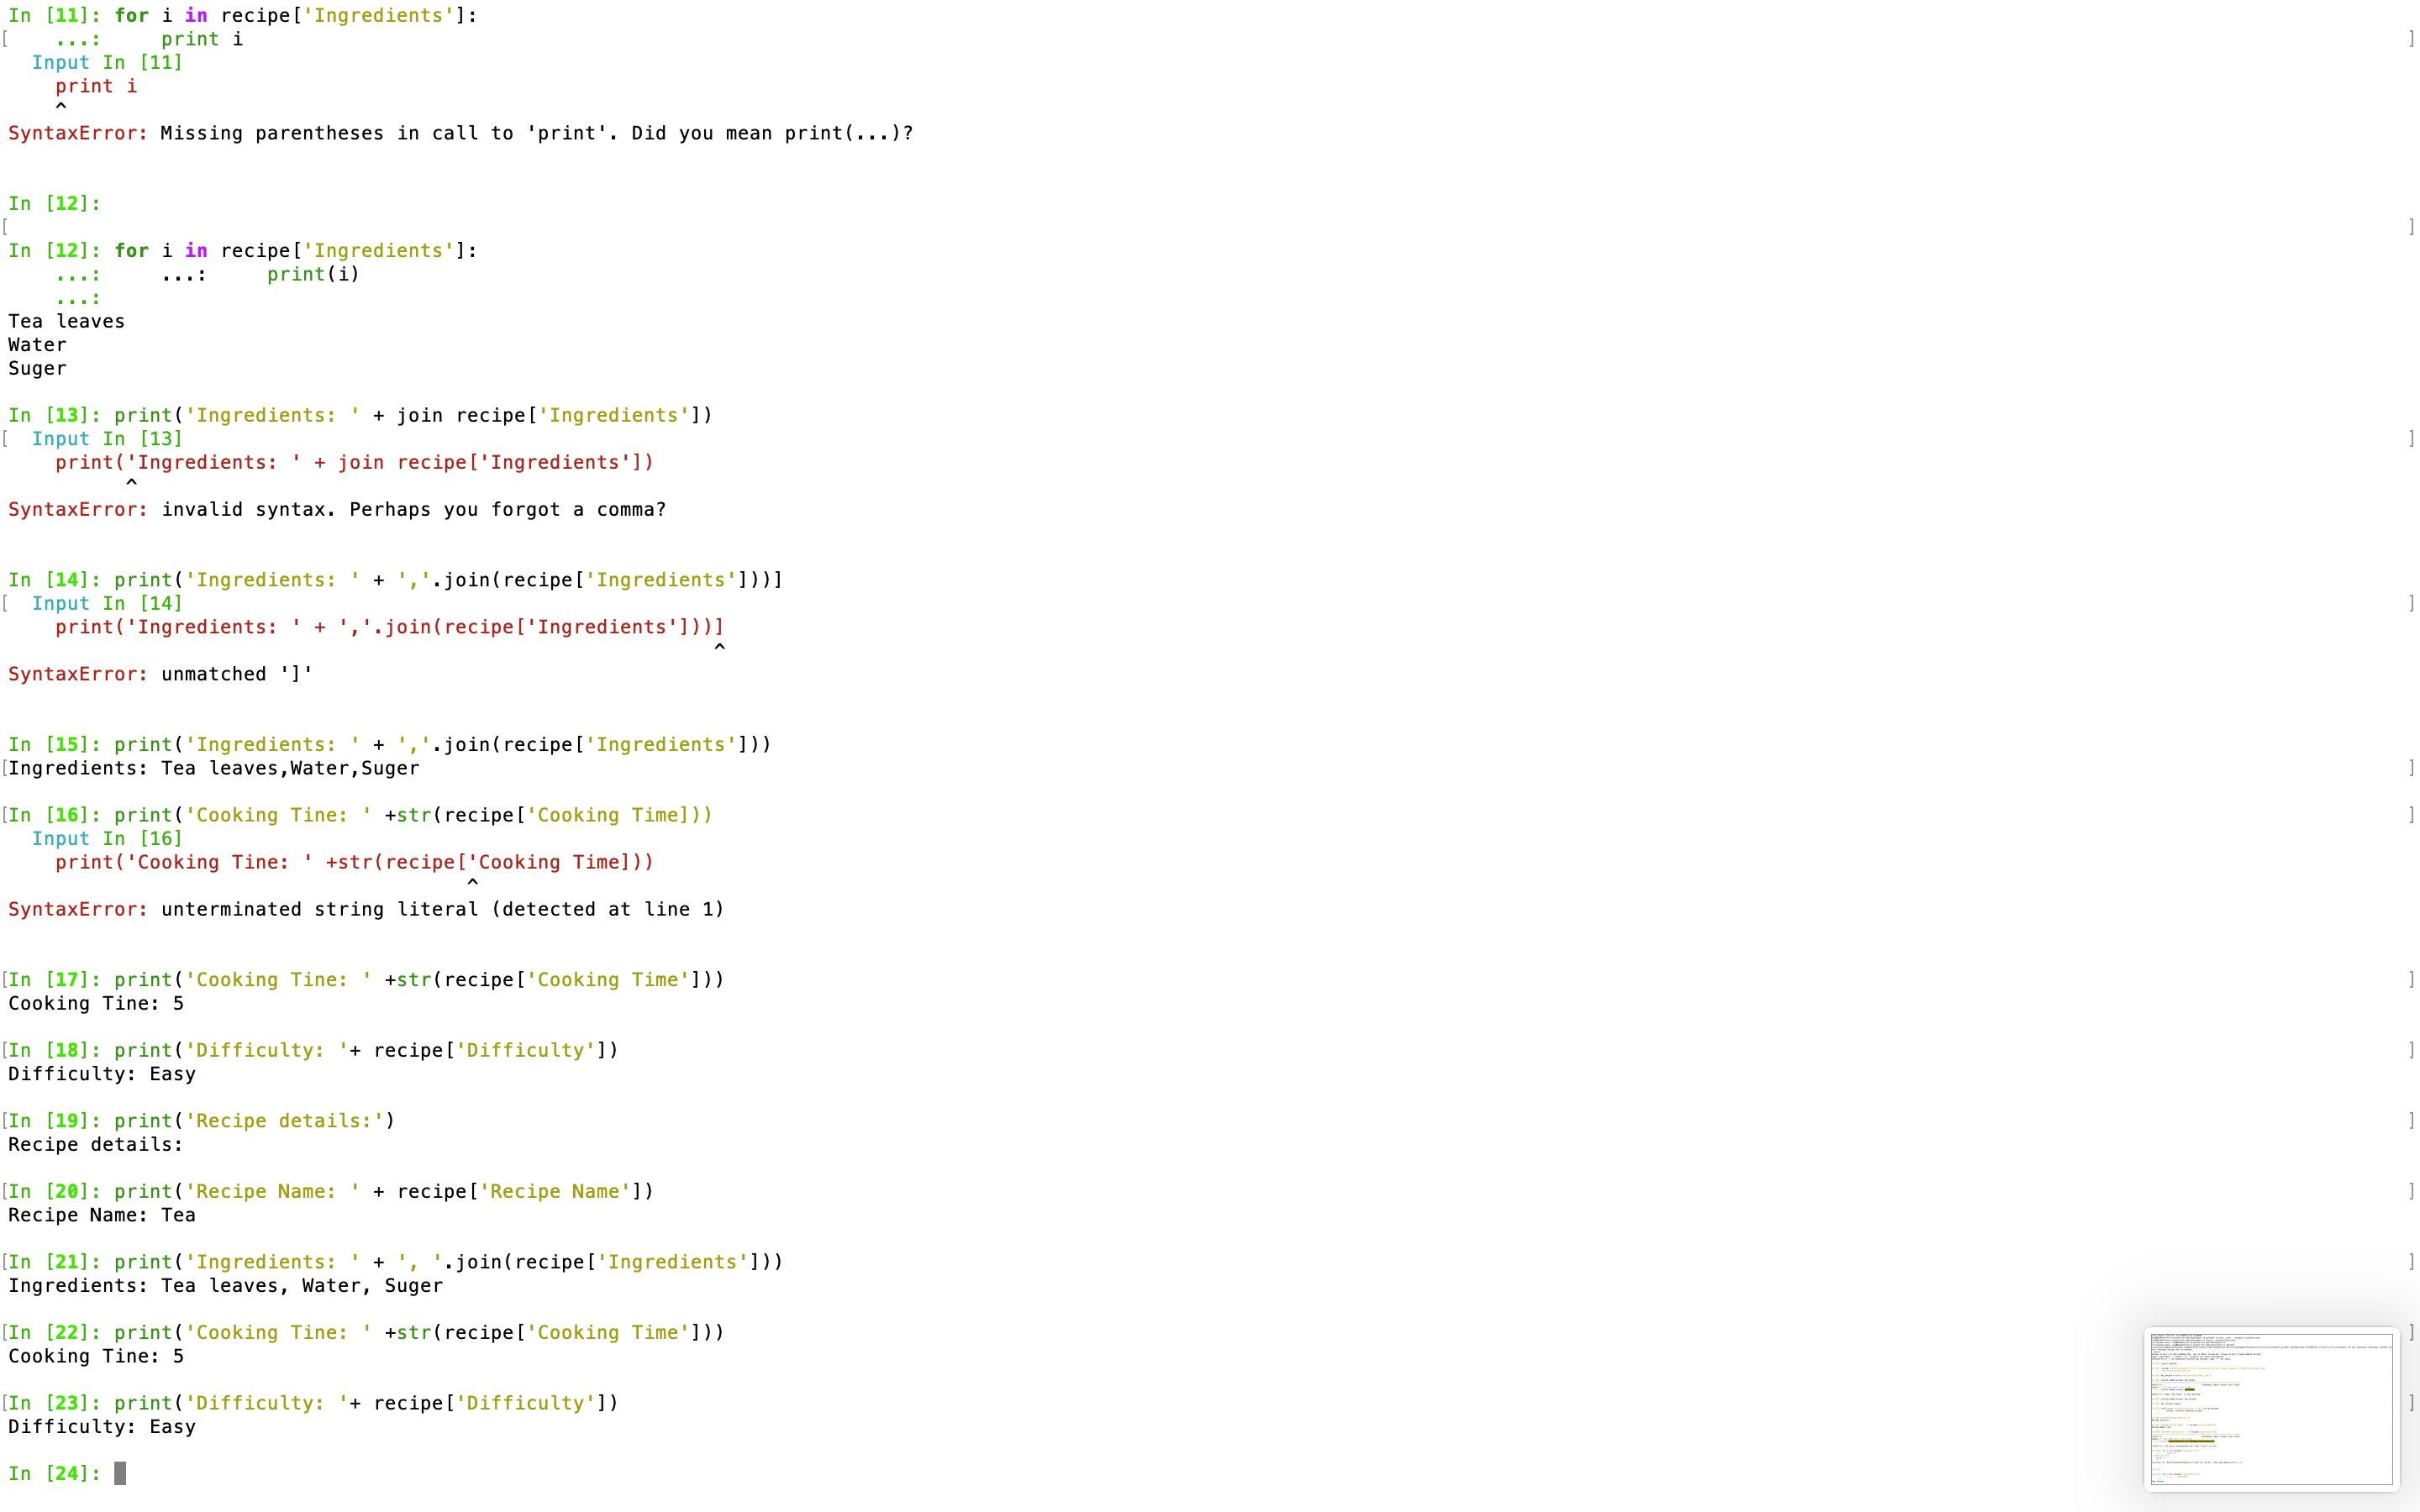 In [11]: for i in recipe['Ingredients']:
[    ...:     print i ]
  Input In [11]
    print i
    ^
SyntaxError: Missing parentheses in call to 'print'. Did you mean print(...)?
In [12]:
[ ]
In [12]: for i in recipe['Ingredients']:
    ...:     ...:     print(i)
    ...:
Tea leaves
Water
Suger
In [13]: print('Ingredients: ' + join recipe['Ingredients'])
[  Input In [13] ]
    print('Ingredients: ' + join recipe['Ingredients'])
          ^
SyntaxError: invalid syntax. Perhaps you forgot a comma?
In [14]: print('Ingredients: ' + ','.join(recipe['Ingredients']))]
[  Input In [14] ]
    print('Ingredients: ' + ','.join(recipe['Ingredients']))]
                                                            ^
SyntaxError: unmatched ']'
In [15]: print('Ingredients: ' + ','.join(recipe['Ingredients']))
[Ingredients: Tea leaves,Water,Suger ]
[In [16]: print('Cooking Tine: ' +str(recipe['Cooking Time])) ]
  Input In [16]
    print('Cooking Tine: ' +str(recipe['Cooking Time]))
                                       ^
SyntaxError: unterminated string literal (detected at line 1)
[In [17]: print('Cooking Tine: ' +str(recipe['Cooking Time'])) ]
Cooking Tine: 5
[In [18]: print('Difficulty: '+ recipe['Difficulty']) ]
Difficulty: Easy
[In [19]: print('Recipe details:') ]
Recipe details:
[In [20]: print('Recipe Name: ' + recipe['Recipe Name']) ]
Recipe Name: Tea
[In [21]: print('Ingredients: ' + ', '.join(recipe['Ingredients'])) ]
Ingredients: Tea leaves, Water, Suger
[In [22]: print('Cooking Tine: ' +str(recipe['Cooking Time'])) ]
Cooking Tine: 5
[In [23]: print('Difficulty: '+ recipe['Difficulty']) ]
Difficulty: Easy
In [24]: